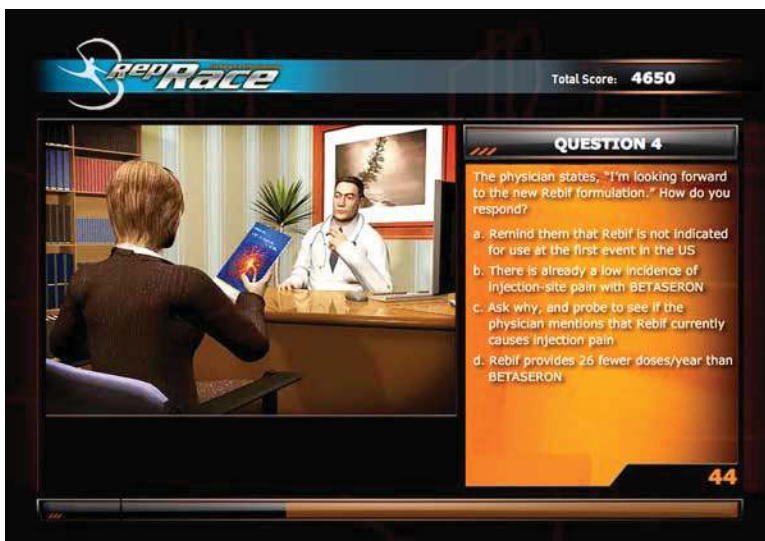 RepRace
Total Score: 4650
QUESTION 4
The physician states, "I'm looking forward
to the new Rebif formulation." How do you
respond?
a. Remind them that Rebif is not indicated
for use at the first event in the US
b. There is already a low incidence of
injection-site pain with BETASERON
c. Ask why, and probe to see if the
physician mentions that Rebif currently
causes injection pain
d. Rebif provides 26 fewer doses/year than
BETASERON
44